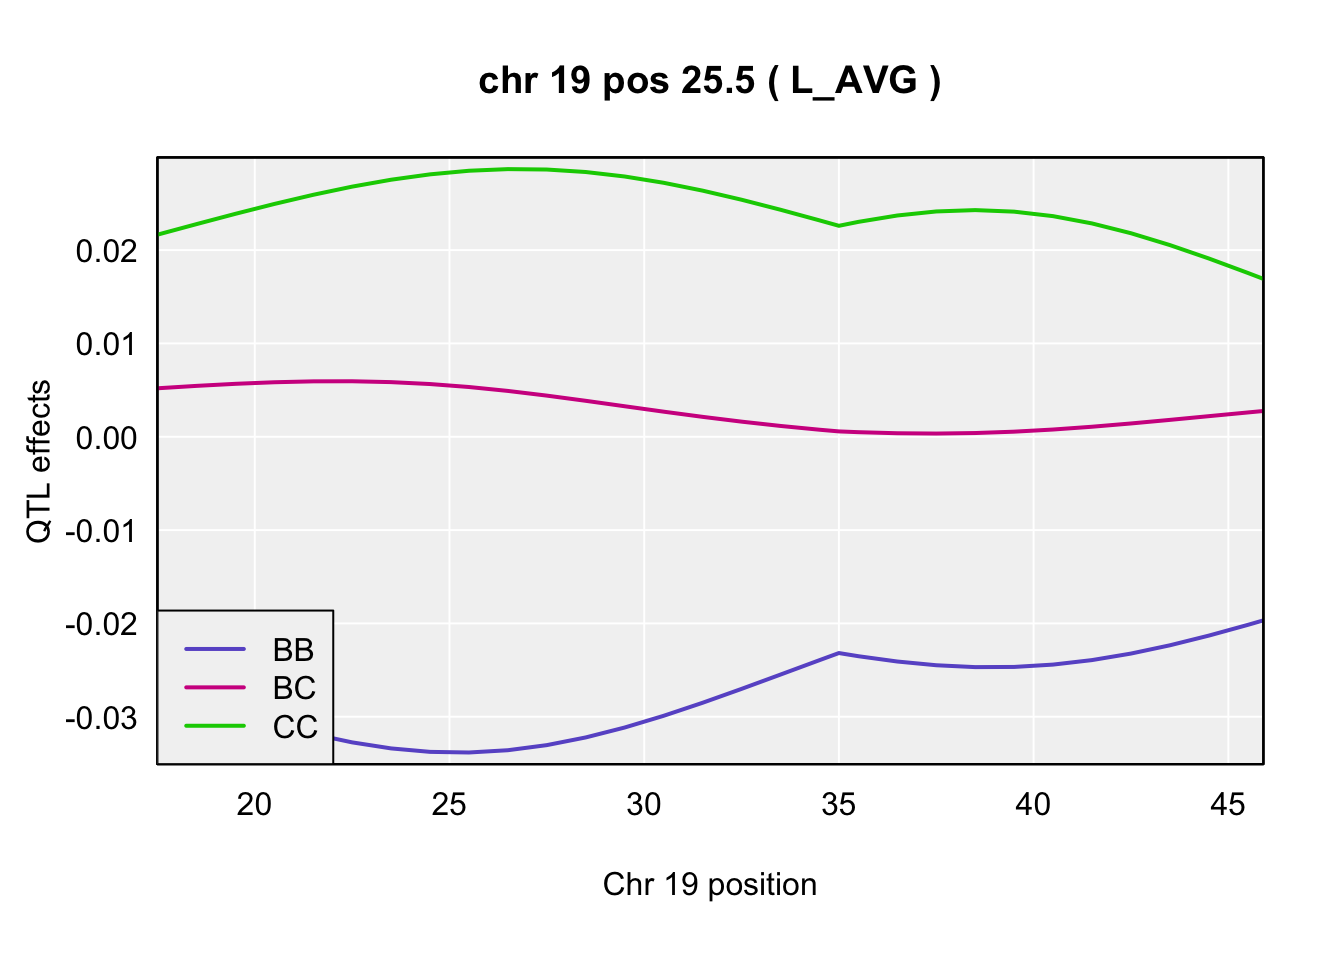 chr 19 pos 25.5 ( L_AVG )
QTL effects
0.02
0.01
0.00
-0.01
-0.02
-0.03
BB
BC
CC
20 25 30 35 40 45
Chr 19 position